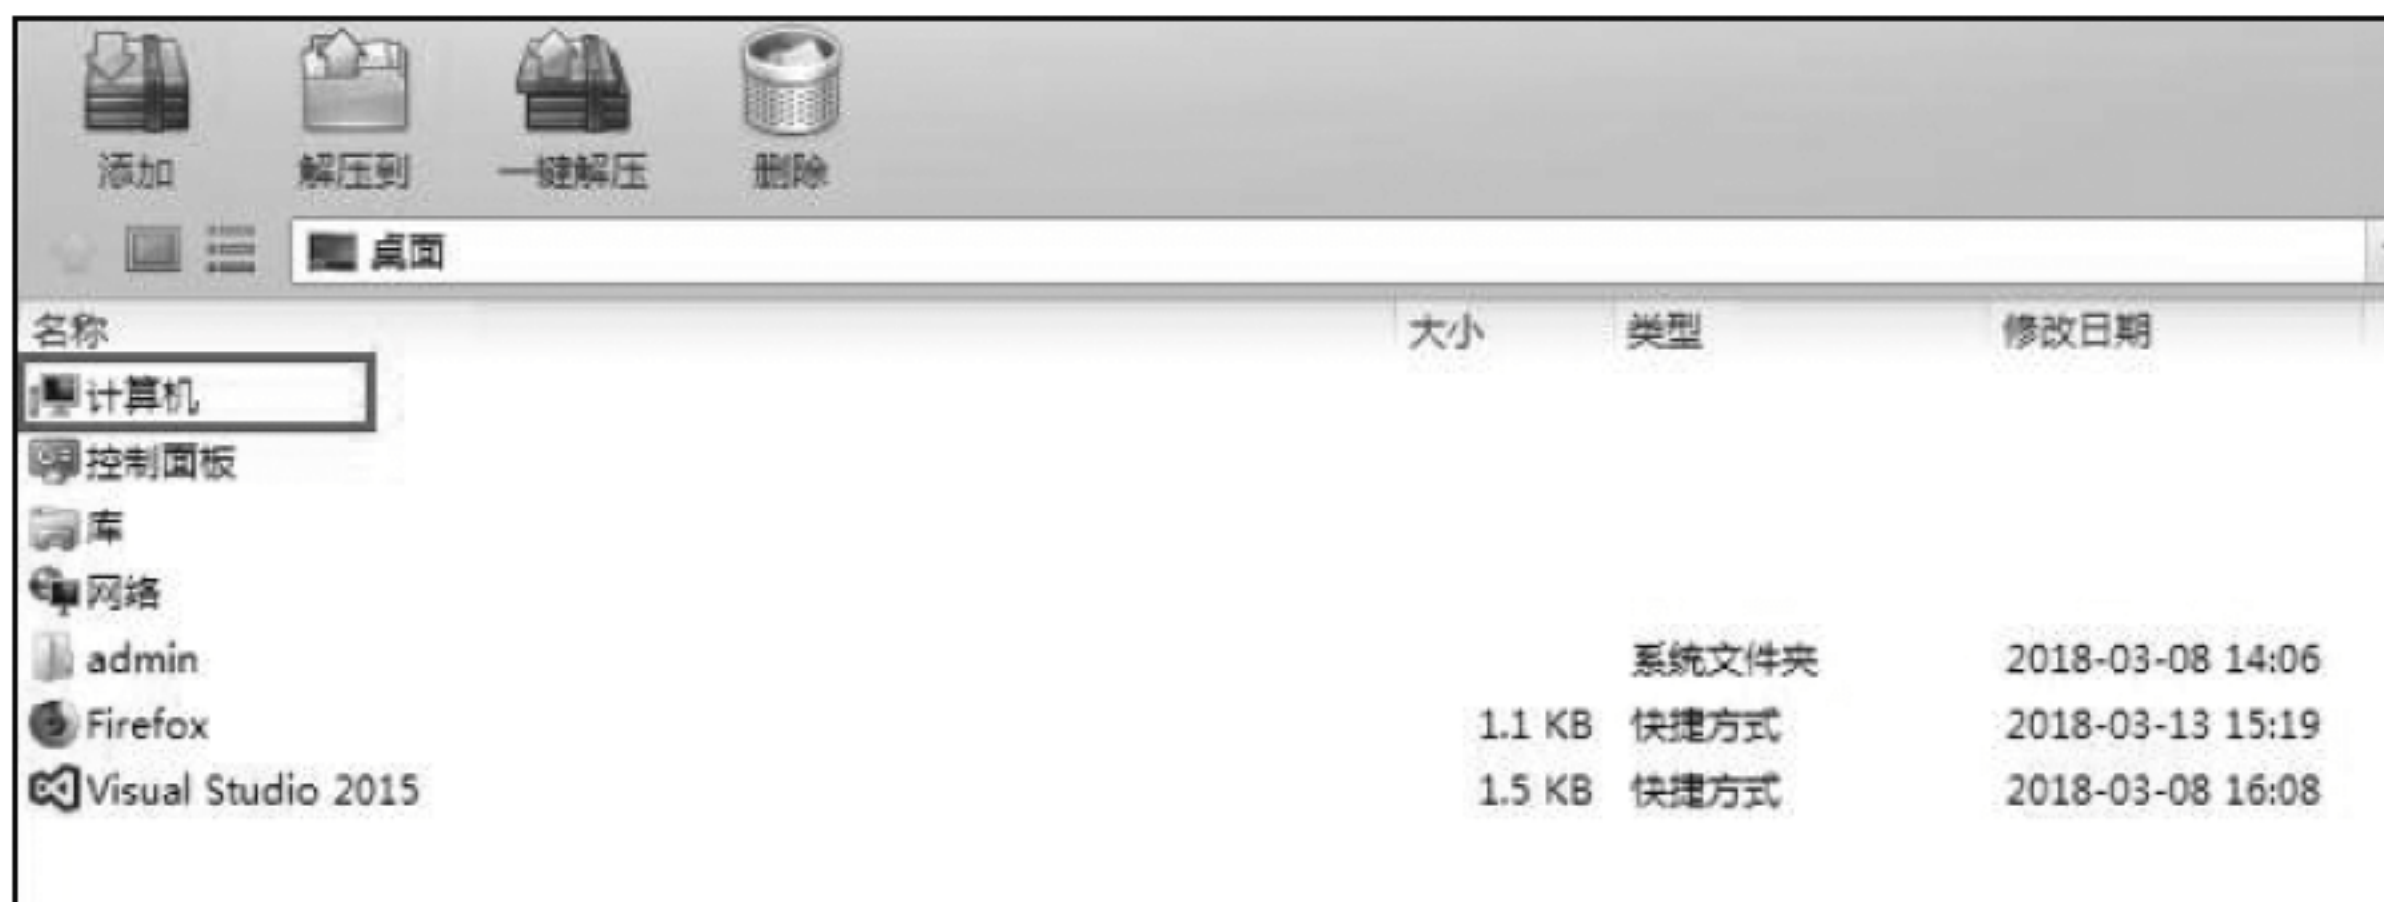 添加 解压到 一键解压 删除
桌面
名称 大小 类型 修改日期
计算机
控制面板
库
网络
admin 系统文件夹 2018-03-08 14:06
Firefox 1.1 KB 快捷方式 2018-03-13 15:19
Visual Studio 2015 1.5 KB 快捷方式 2018-03-08 16:08